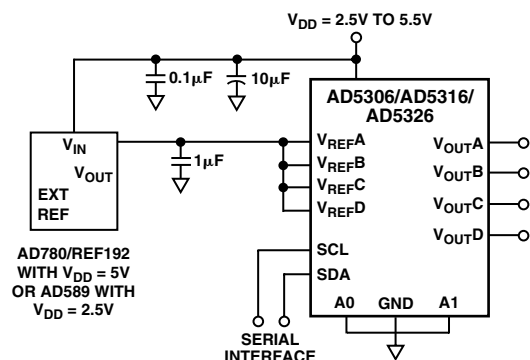 V_DD = 2.5V TO 5.5V
0.1μF
10μF
AD5306/AD5316/
AD5326
V_IN
V_OUT
EXT
REF
1μF
V_REFA
V_REFB
V_REFC
V_REFD
V_OUTA
V_OUTB
V_OUTC
V_OUTD
SCL
SDA
A0 GND A1
AD780/REF192
WITH V_DD = 5V
OR AD589 WITH
V_DD = 2.5V
SERIAL
INTERFACE